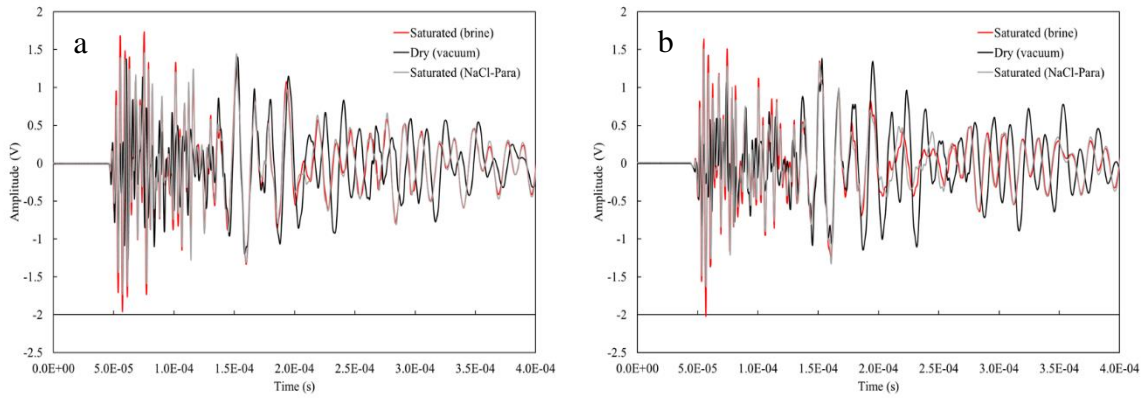 a
Saturated (brine)
Dry (vacuum)
Saturated (NaCl-Para)
2
1.5
1
0.5
0
-0.5
-1
-1.5
-2
-2.5
Amplitude (V)
0.0E+00 5.0E-05 1.0E-04 1.5E-04 2.0E-04 2.5E-04 3.0E-04 3.5E-04 4.0E-04
Time (s)
b
Saturated (brine)
Dry (vacuum)
Saturated (NaCl-Para)
2
1.5
1
0.5
0
-0.5
-1
-1.5
-2
-2.5
Amplitude (V)
0.0E+00 5.0E-05 1.0E-04 1.5E-04 2.0E-04 2.5E-04 3.0E-04 3.5E-04 4.0E-04
Time (s)